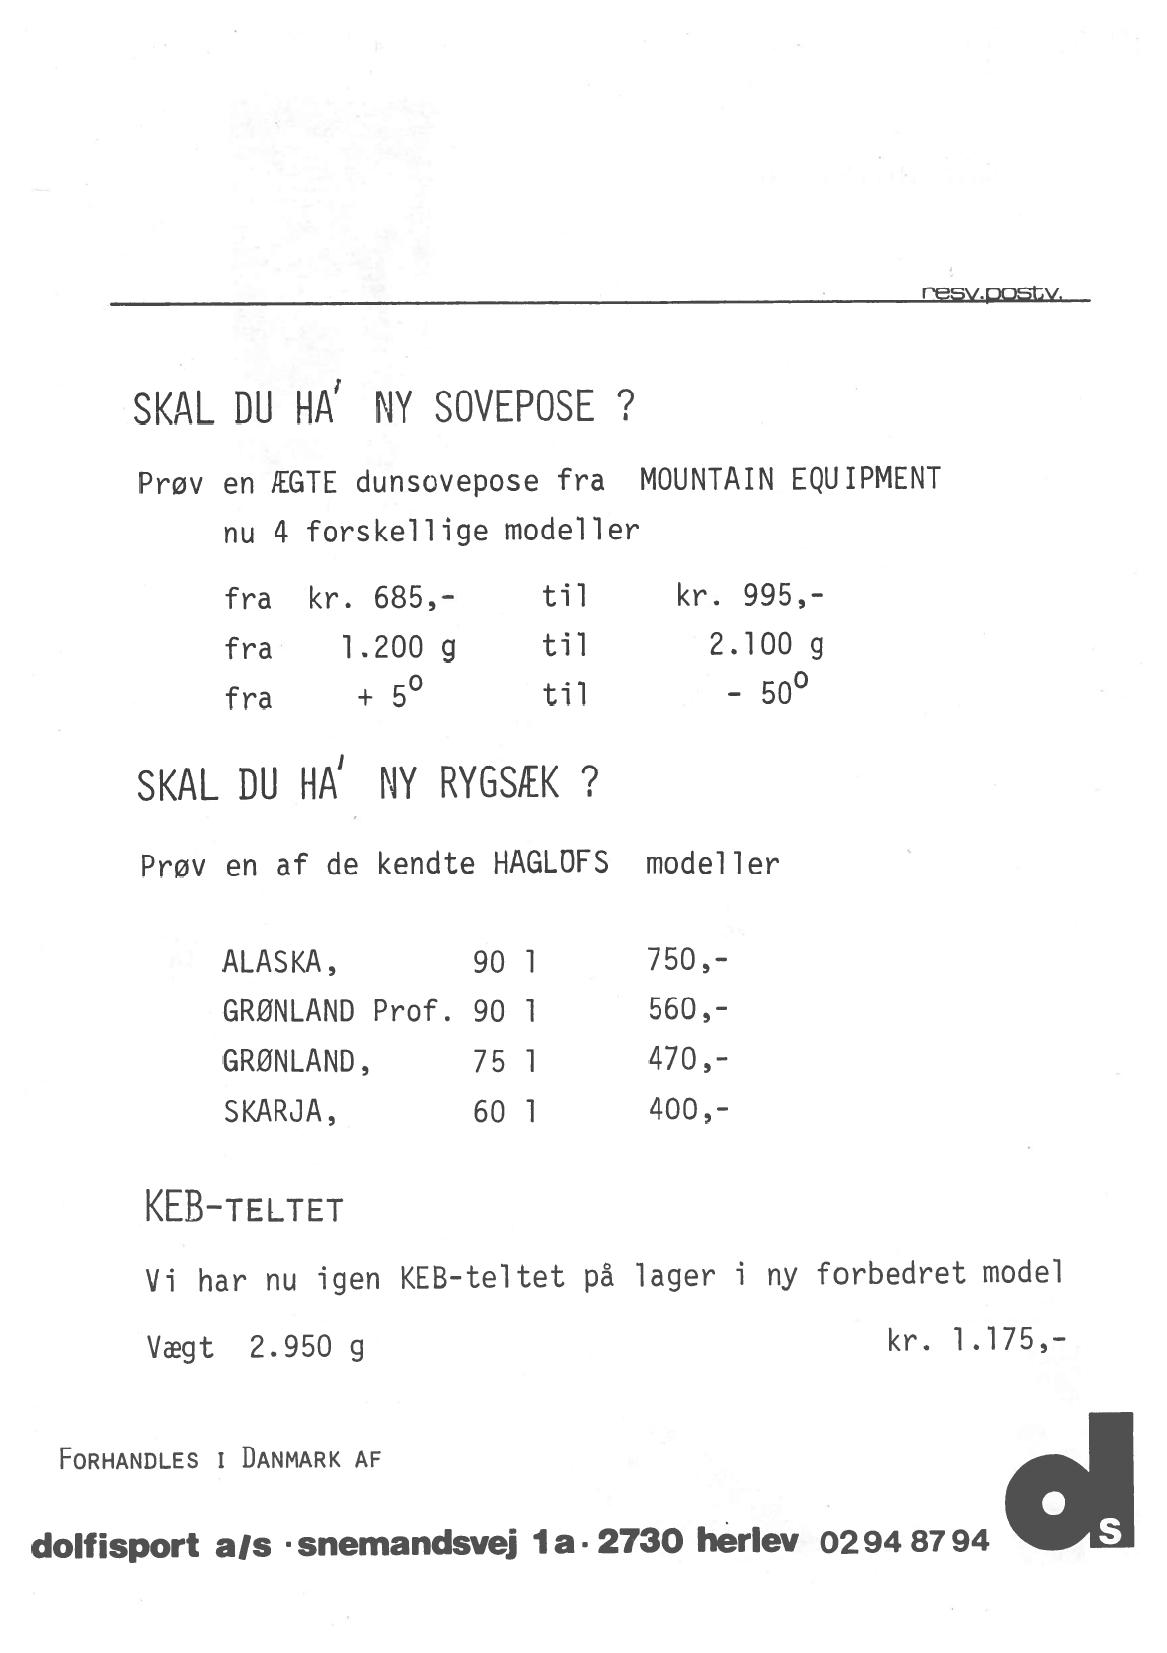 resv.postv.
SKAL DU HA' NY SOVEPOSE ?
Prøv en ÆGTE dunsovepose fra MOUNTAIN EQUIPMENT
nu 4 forskellige modeller
fra kr. 685,- til kr. 995,-
fra 1.200 g til 2.100 g
fra + 5° til - 50°
SKAL DU HA' NY RYGSÆK ?
Prøv en af de kendte HAGLÖFS modeller
ALASKA, 90 l 750,-
GRØNLAND Prof. 90 l 560,-
GRØNLAND, 75 l 470,-
SKARJA, 60 l 400,-
KEB-TELTET
Vi har nu igen KEB-teltet på lager i ny forbedret model
Vægt 2.950 g kr. 1.175,-
FORHANDLES I DANMARK AF
dolfisport a/s · snemandsvej 1a · 2730 herlev 02 94 87 94
ds